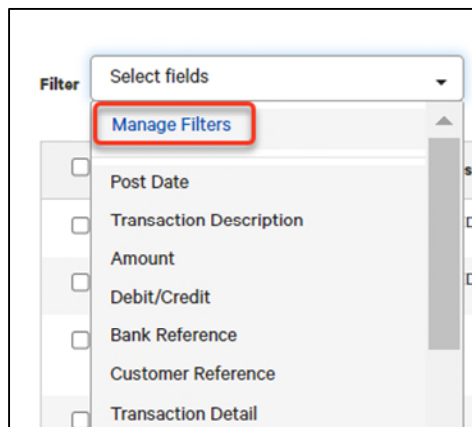 Filter
Select fields
Manage Filters
Post Date
Transaction Description
Amount
Debit/Credit
Bank Reference
Customer Reference
Transaction Detail